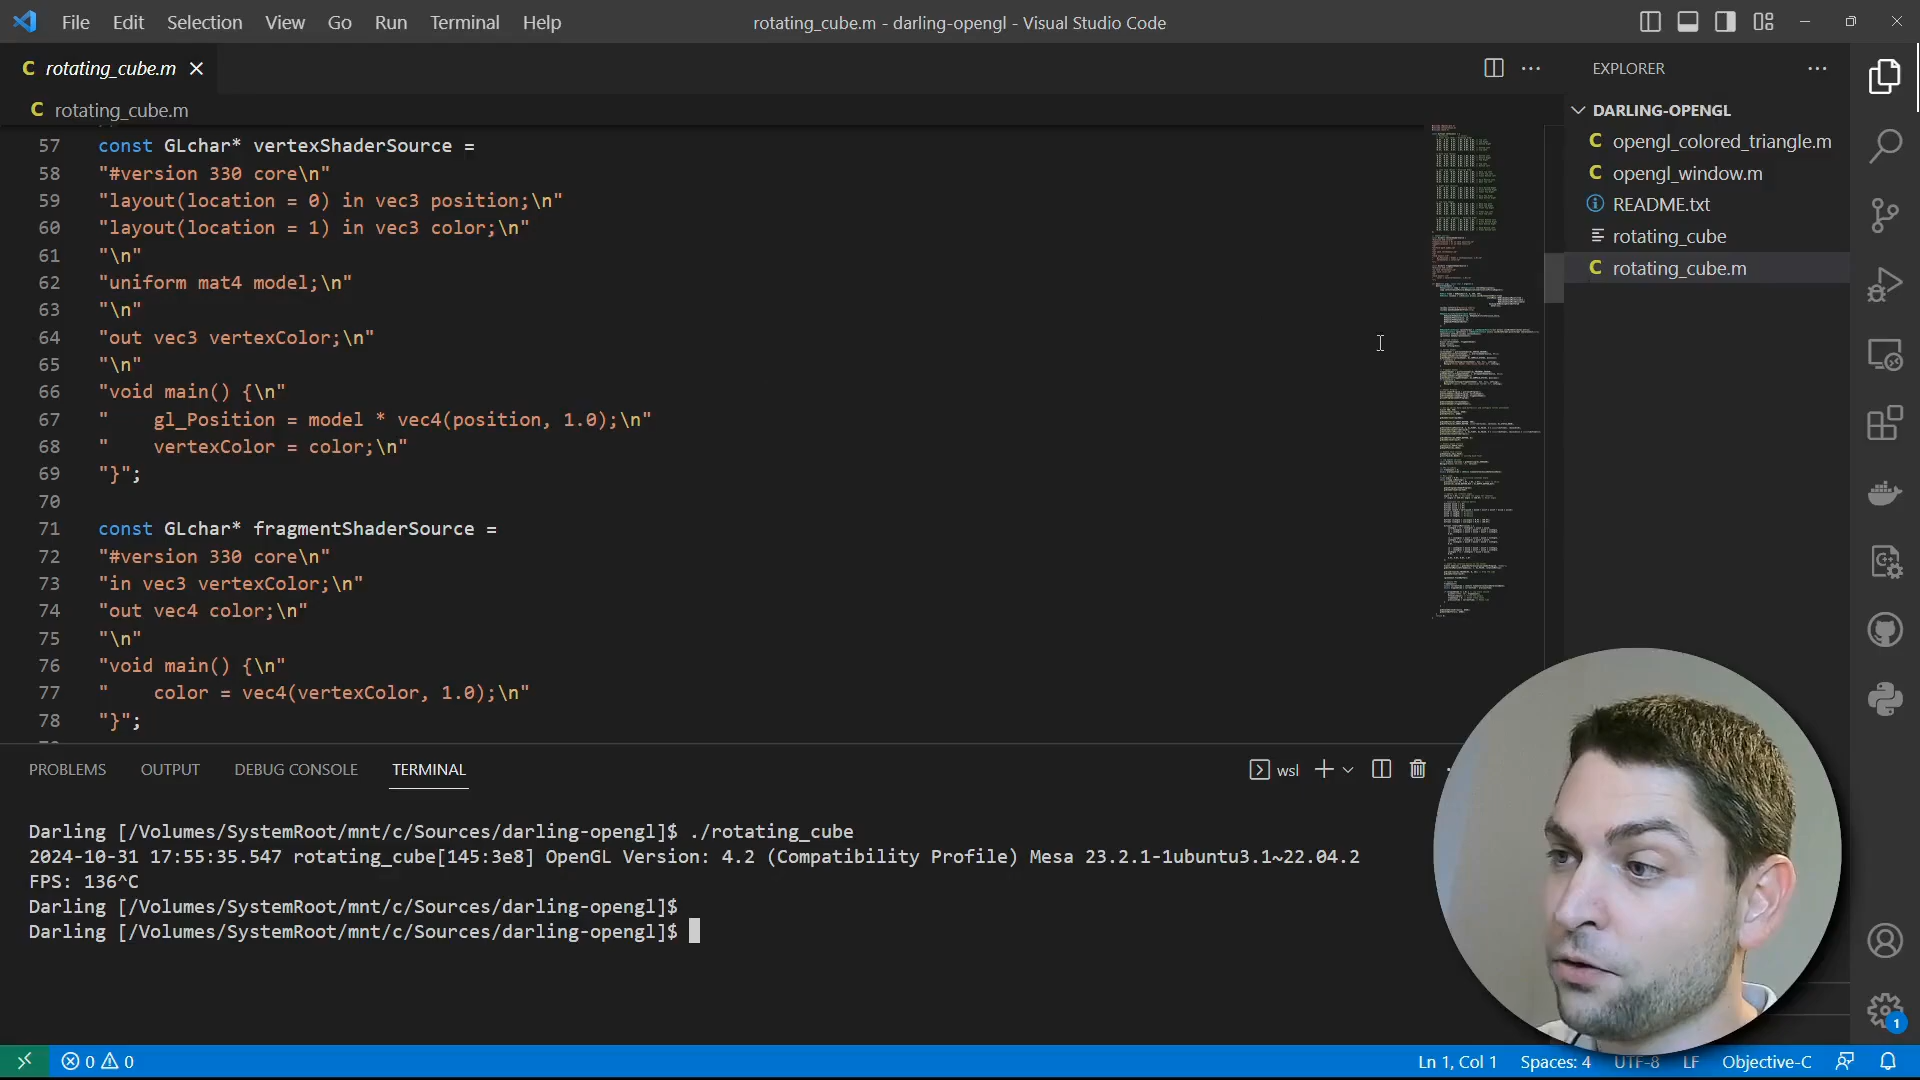 File Edit Selection View Go Run Terminal Help
rotating_cube.m - darling-opengl - Visual Studio Code
C rotating_cube.m
C rotating_cube.m
57 const GLchar* vertexShaderSource =
58 "#version 330 core\n"
59 "layout(location = 0) in vec3 position;\n"
60 "layout(location = 1) in vec3 color;\n"
61 "\n"
62 "uniform mat4 model;\n"
63 "\n"
64 "out vec3 vertexColor;\n"
65 "\n"
66 "void main() {\n"
67 "    gl_Position = model * vec4(position, 1.0);\n"
68 "    vertexColor = color;\n"
69 "}";
70
71 const GLchar* fragmentShaderSource =
72 "#version 330 core\n"
73 "in vec3 vertexColor;\n"
74 "out vec4 color;\n"
75 "\n"
76 "void main() {\n"
77 "    color = vec4(vertexColor, 1.0);\n"
78 "}";
EXPLORER
DARLING-OPENGL
C opengl_colored_triangle.m
C opengl_window.m
README.txt
rotating_cube
C rotating_cube.m
PROBLEMS OUTPUT DEBUG CONSOLE TERMINAL
wsl
Darling [/Volumes/SystemRoot/mnt/c/Sources/darling-opengl]$ ./rotating_cube
2024-10-31 17:55:35.547 rotating_cube[145:3e8] OpenGL Version: 4.2 (Compatibility Profile) Mesa 23.2.1-1ubuntu3.1~22.04.2
FPS: 136^C
Darling [/Volumes/SystemRoot/mnt/c/Sources/darling-opengl]$
Darling [/Volumes/SystemRoot/mnt/c/Sources/darling-opengl]$
1
0 0
Ln 1, Col 1 Spaces: 4 UTF-8 LF Objective-C